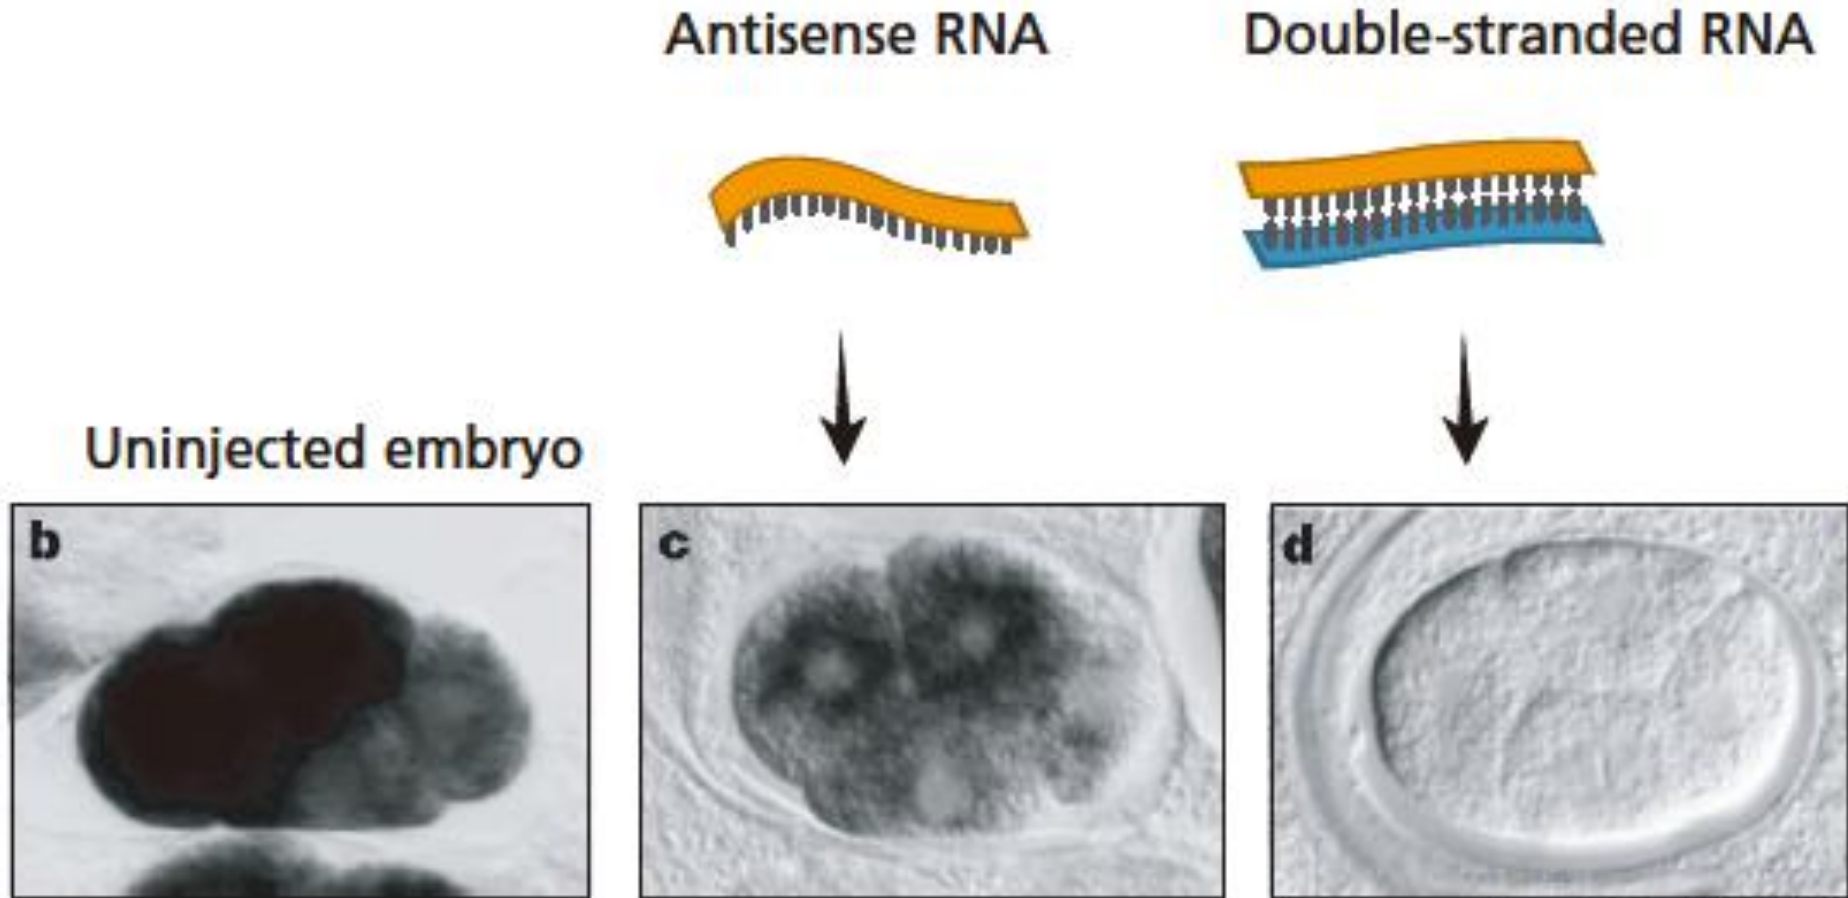 Antisense RNA
Double-stranded RNA
Uninjected embryo
b
c
d